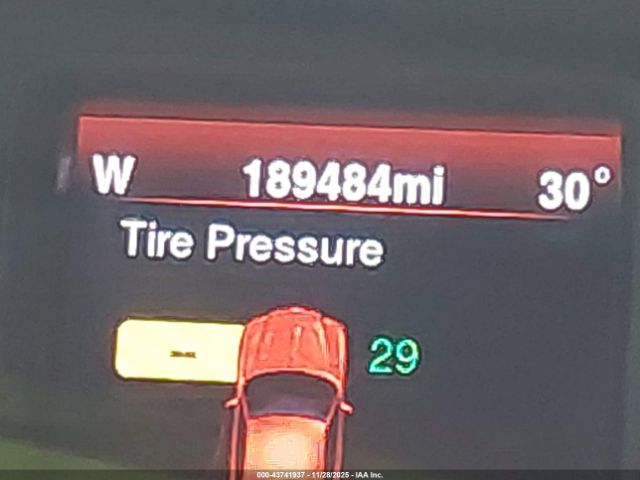 W 189484mi 30°
Tire Pressure
-- 29
000-43741937 - 11/28/2025 - IAA Inc.